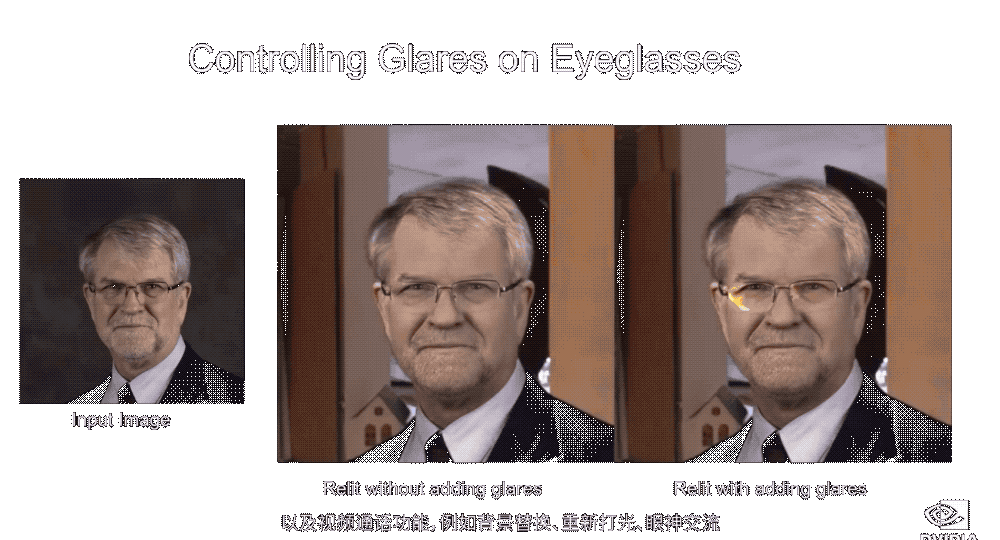 Controlling Glares on Eyeglasses
Input Image
Relit without adding glares
Relit with adding glares
以及视频通话功能，例如背景替换、重新打光、眼神交流